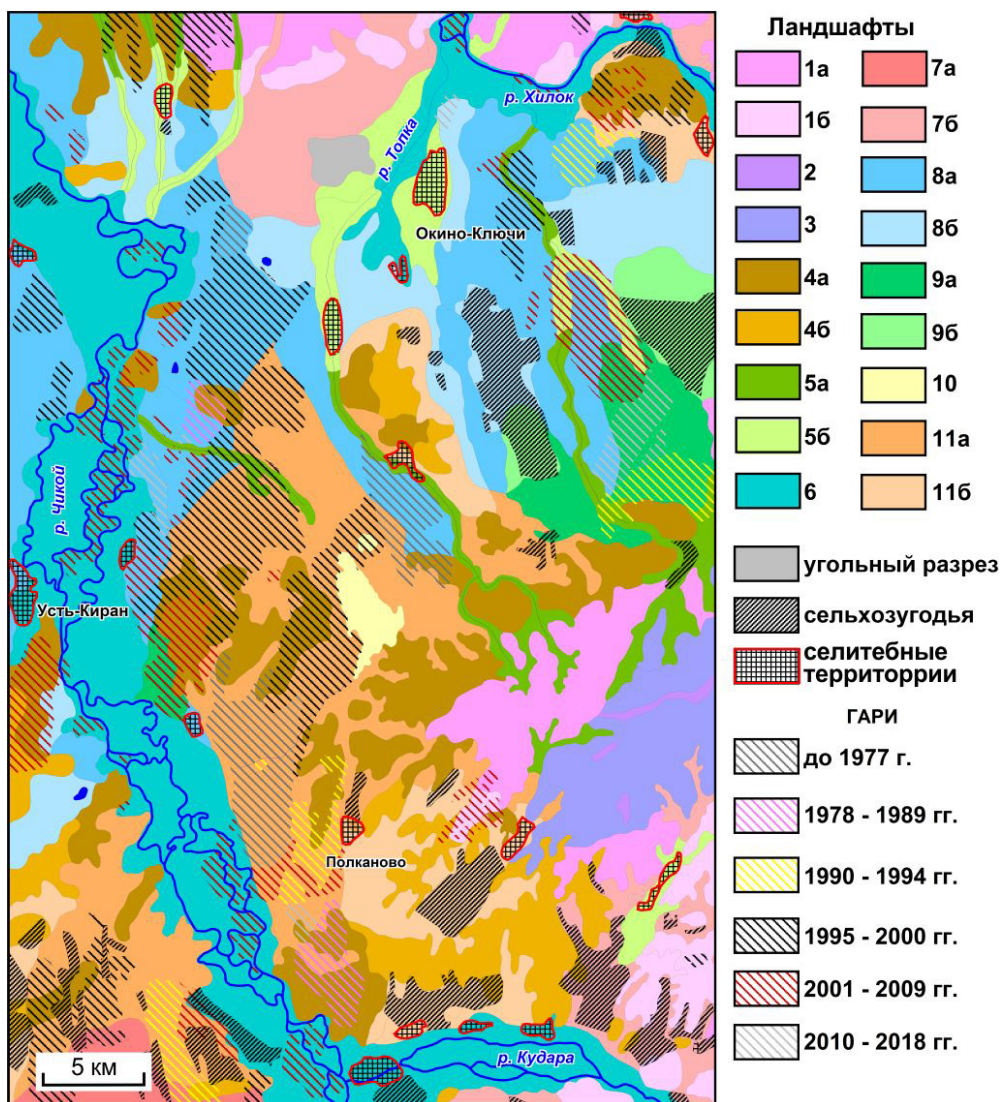 р. Хилок
р. Топка
Окино-Ключи
р. Чикой
Усть-Киран
Полканово
р. Кудара
5 км
Ландшафты
1а
7а
1б
7б
2
8а
3
8б
4а
9а
4б
9б
5а
10
5б
11а
6
11б
угольный разрез
сельхозугодья
селитебные
территоррии
ГАРИ
до 1977 г.
1978 - 1989 гг.
1990 - 1994 гг.
1995 - 2000 гг.
2001 - 2009 гг.
2010 - 2018 гг.